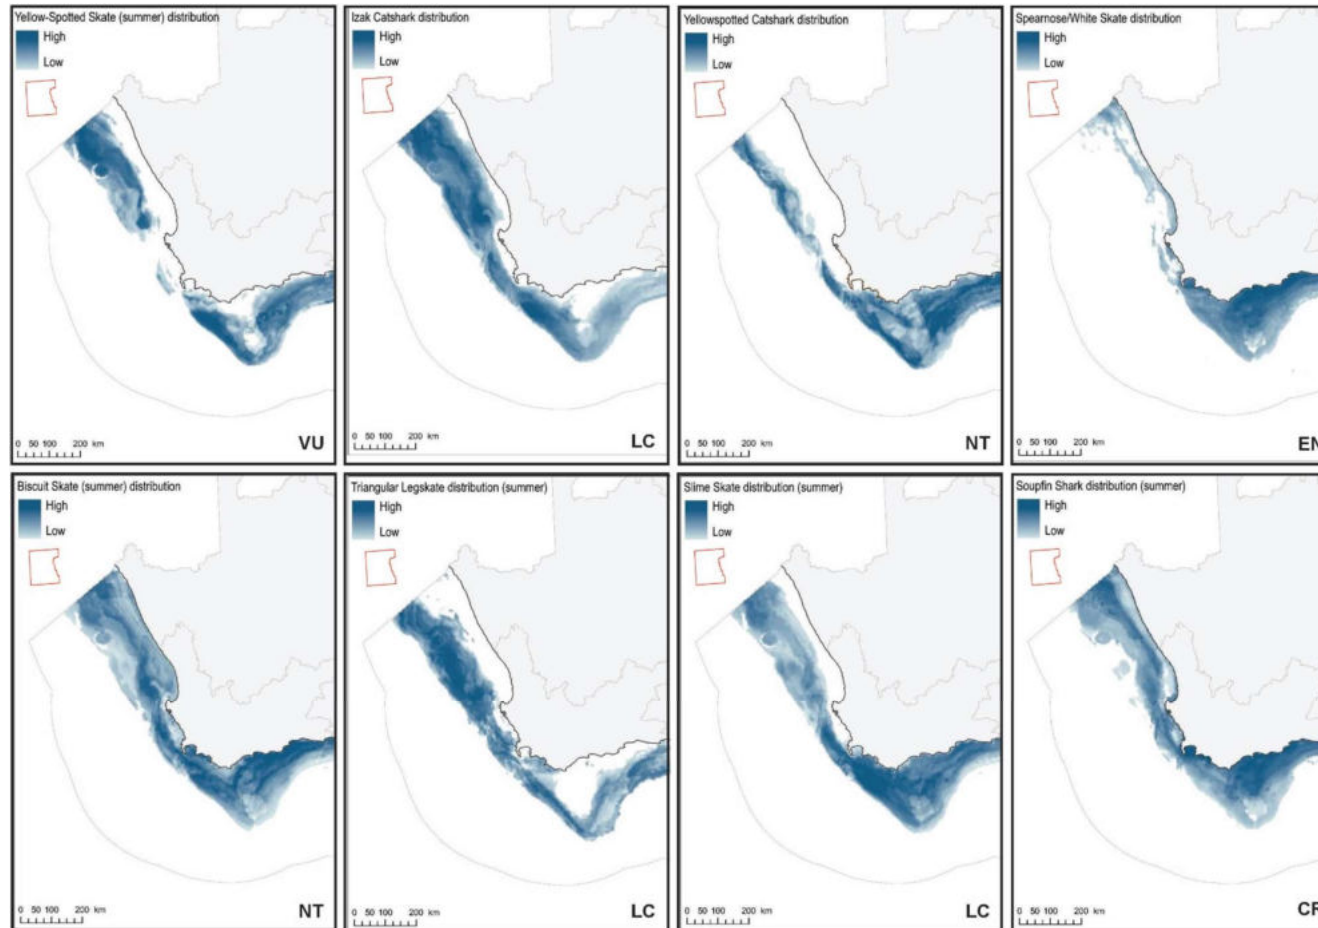 Yellow-Spotted Skate (summer) distribution
High
Low
0 50 100 200 km
VU
Izak Catshark distribution
High
Low
0 50 100 200 km
LC
Yellowspotted Catshark distribution
High
Low
0 50 100 200 km
NT
Spearnose/White Skate distribution
High
Low
0 50 100 200 km
EN
Biscuit Skate (summer) distribution
High
Low
0 50 100 200 km
NT
Triangular Legskate distribution (summer)
High
Low
0 50 100 200 km
LC
Slime Skate distribution (summer)
High
Low
0 50 100 200 km
LC
Soupfin Shark distribution (summer)
High
Low
0 50 100 200 km
CR